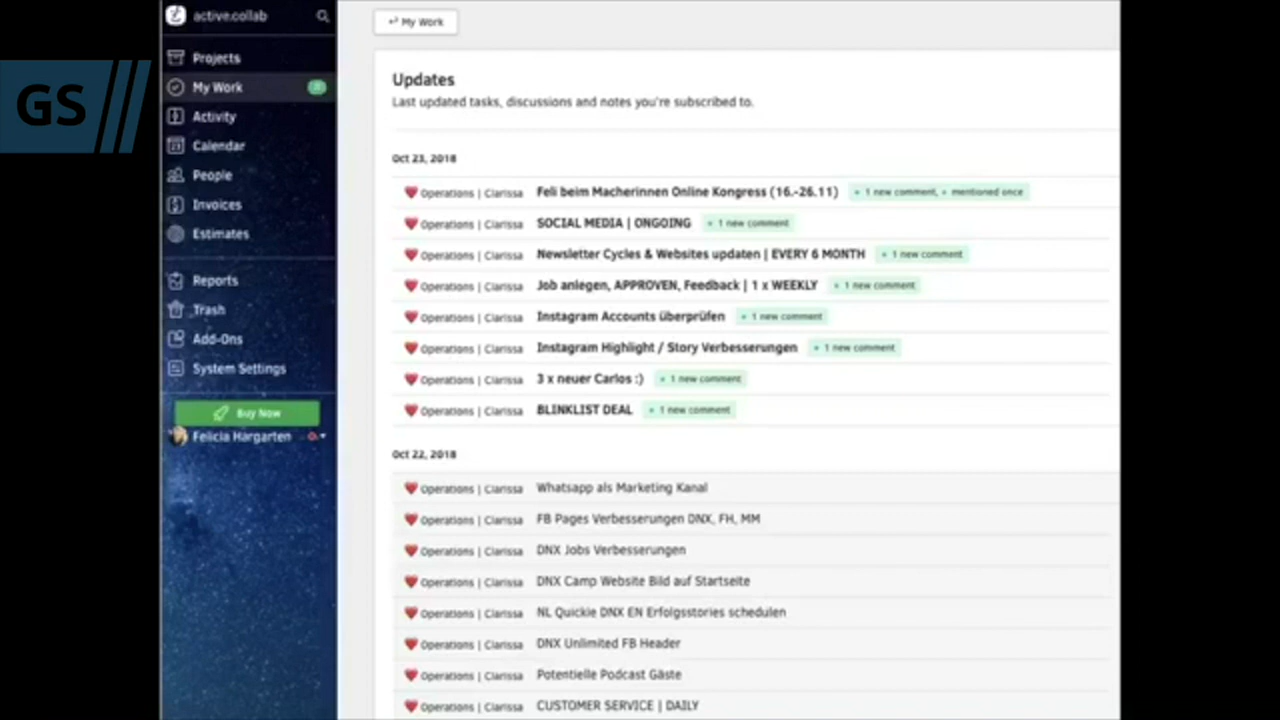 active.collab
GS
Projects
My Work
Activity
Calendar
People
Invoices
Estimates
Reports
Trash
Add-Ons
System Settings
Buy Now
Felicia Hargarten
My Work
Updates
Last updated tasks, discussions and notes you're subscribed to.
Oct 23, 2018
Operations | Clarissa Feli beim Macherinnen Online Kongress (16.-26.11) 1 new comment, mentioned once
Operations | Clarissa SOCIAL MEDIA | ONGOING 1 new comment
Operations | Clarissa Newsletter Cycles & Websites updaten | EVERY 6 MONTH 1 new comment
Operations | Clarissa Job anlegen, APPROVEN, Feedback | 1 x WEEKLY 1 new comment
Operations | Clarissa Instagram Accounts überprüfen 1 new comment
Operations | Clarissa Instagram Highlight / Story Verbesserungen 1 new comment
Operations | Clarissa 3 x neuer Carlos :) 1 new comment
Operations | Clarissa BLINKLIST DEAL 1 new comment
Oct 22, 2018
Operations | Clarissa Whatsapp als Marketing Kanal
Operations | Clarissa FB Pages Verbesserungen DNX, FH, MM
Operations | Clarissa DNX Jobs Verbesserungen
Operations | Clarissa DNX Camp Website Bild auf Startseite
Operations | Clarissa NL Quickie DNX EN Erfolgsstories schedulen
Operations | Clarissa DNX Unlimited FB Header
Operations | Clarissa Potentielle Podcast Gäste
Operations | Clarissa CUSTOMER SERVICE | DAILY